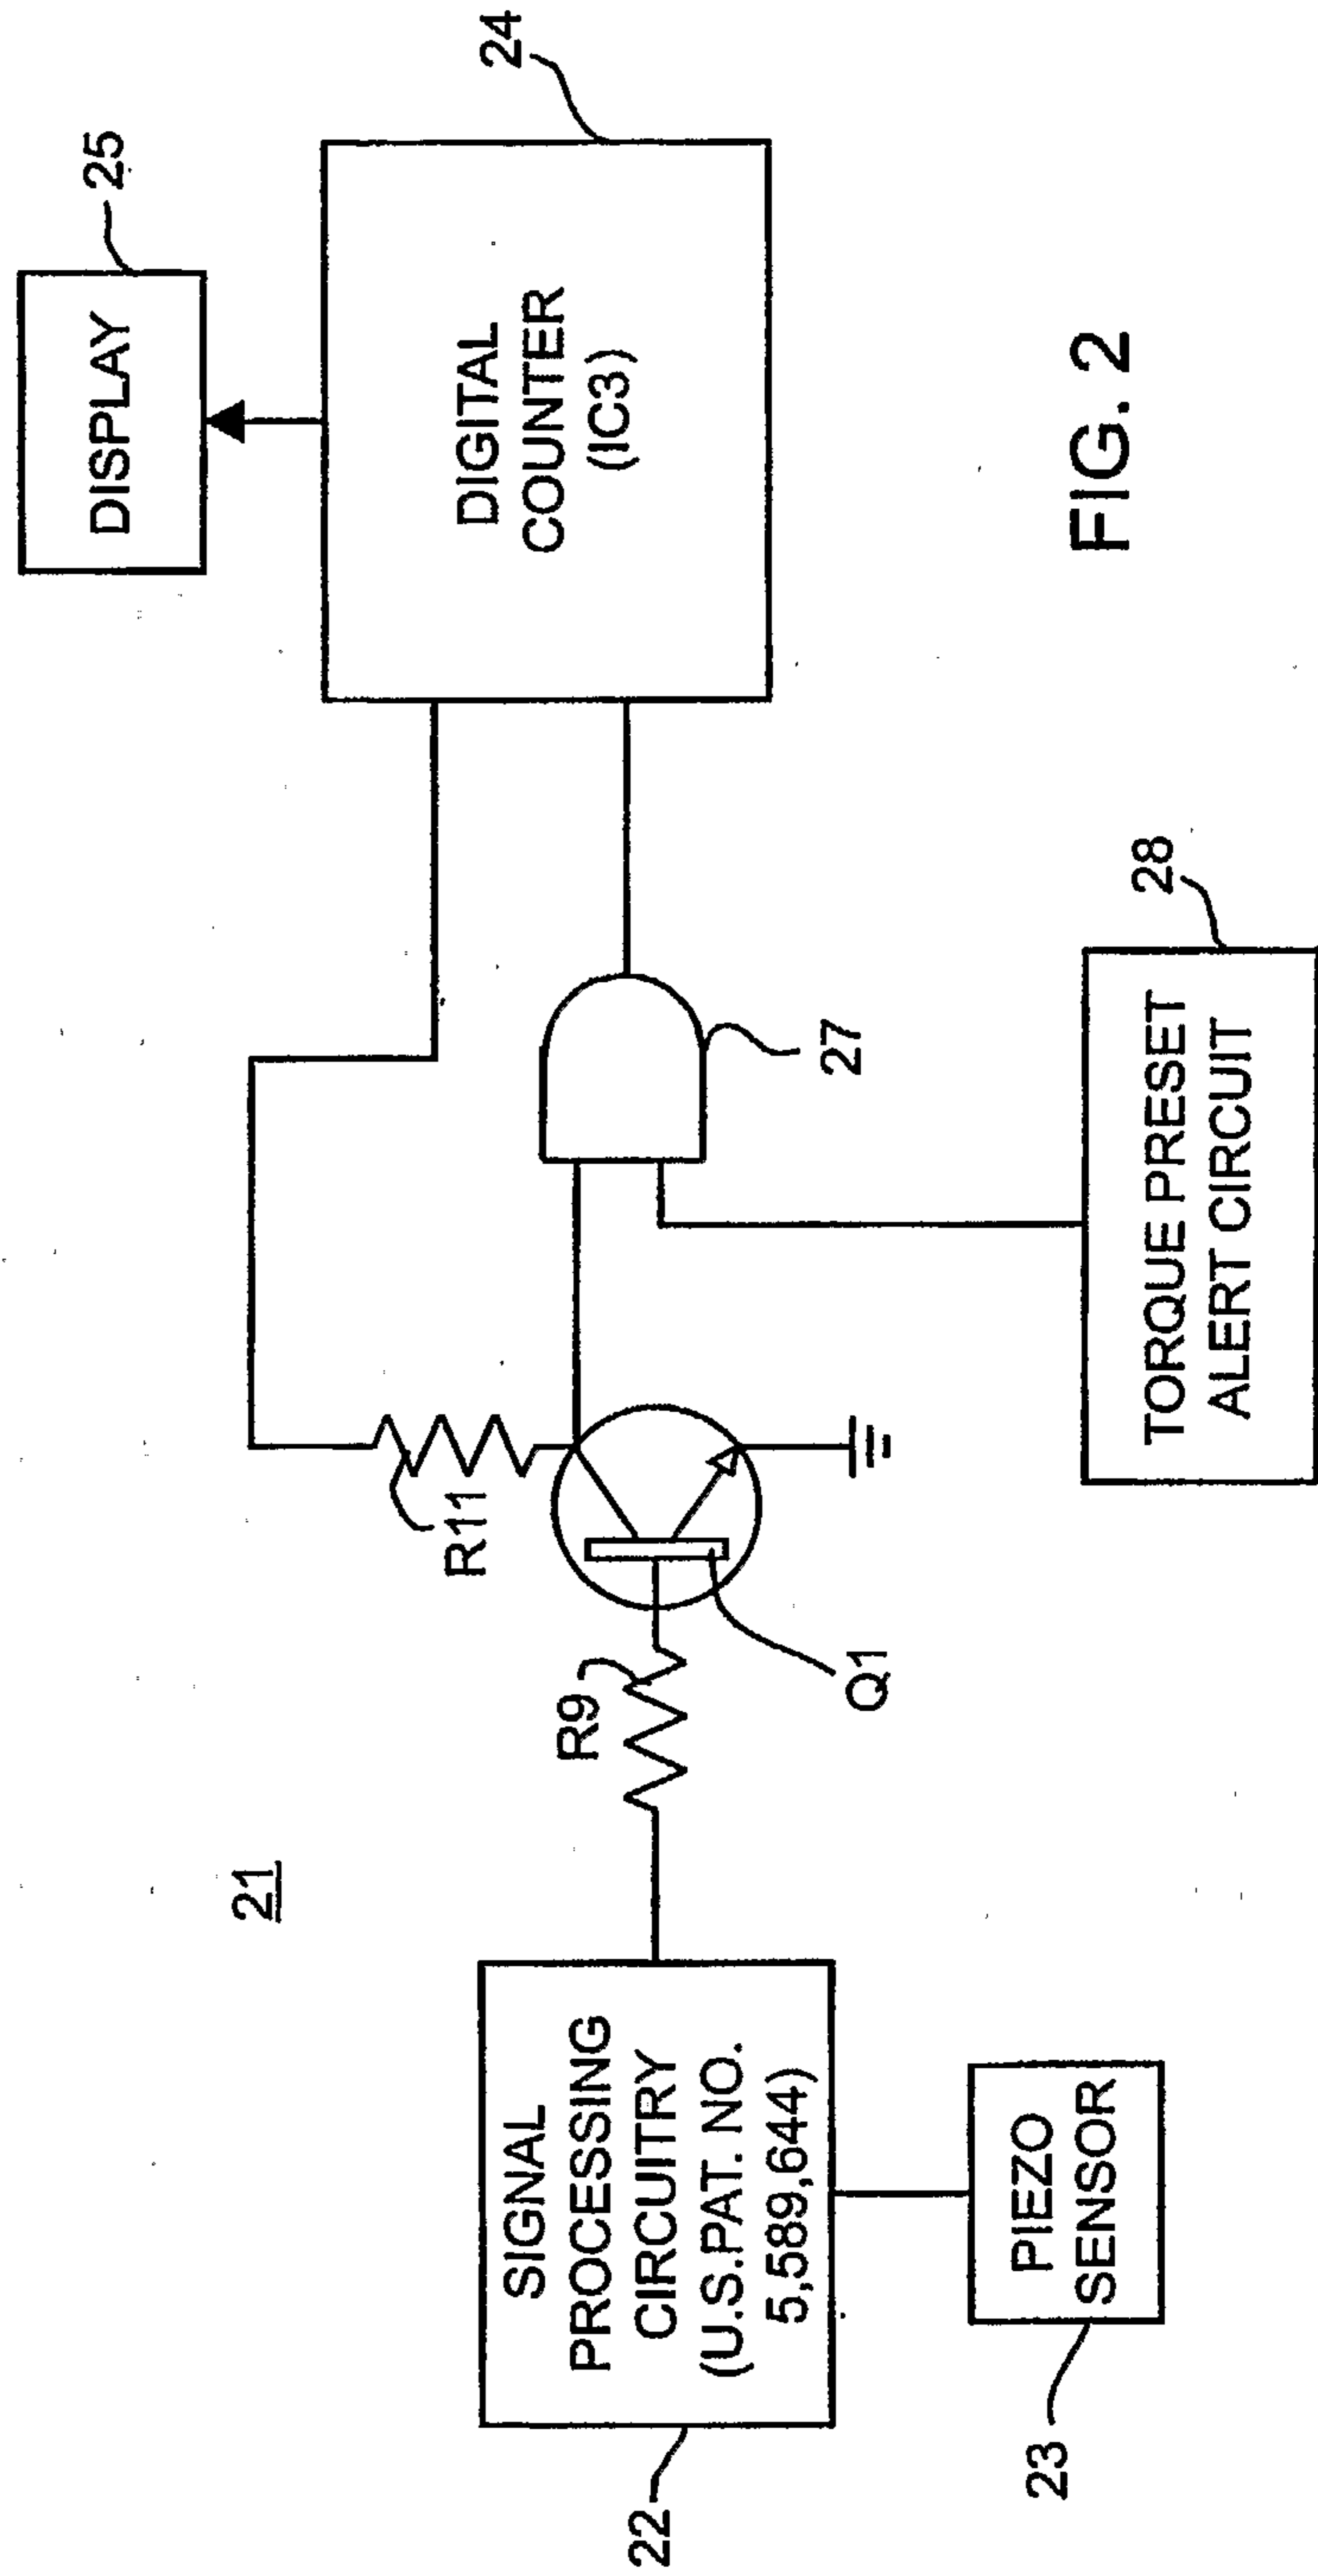 21
22
SIGNAL
PROCESSING
CIRCUITRY
(U.S.PAT. NO.
5,589,644)
23
PIEZO
SENSOR
R9
Q1
R11
27
TORQUE PRESET
ALERT CIRCUIT
28
DISPLAY
25
DIGITAL
COUNTER
(IC3)
24
FIG. 2